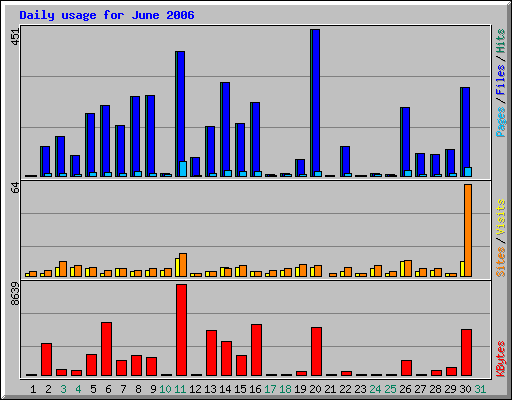 Daily usage for June 2006
451
Pages / Files / Hits
64
Sites / Visits
8639
KBytes
1 2 3 4 5 6 7 8 9 10 11 12 13 14 15 16 17 18 19 20 21 22 23 24 25 26 27 28 29 30 31